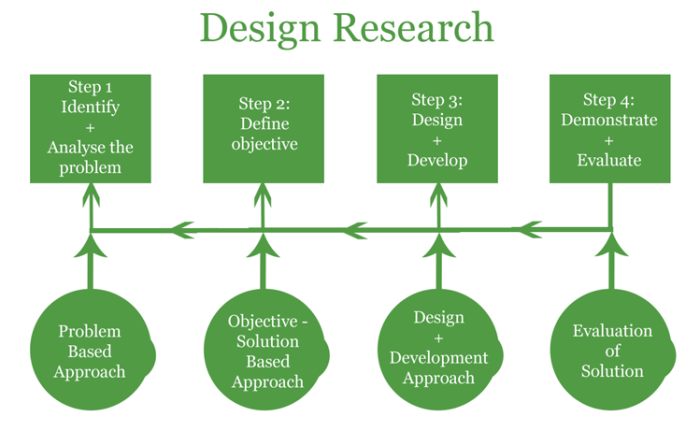 Design Research
Step 1
Identify
+
Analyse the
problem
Step 2:
Define
objective
Step 3:
Design
+
Develop
Step 4:
Demonstrate
+
Evaluate
Problem
Based
Approach
Objective -
Solution
Based
Approach
Design
+
Development
Approach
Evaluation
of
Solution